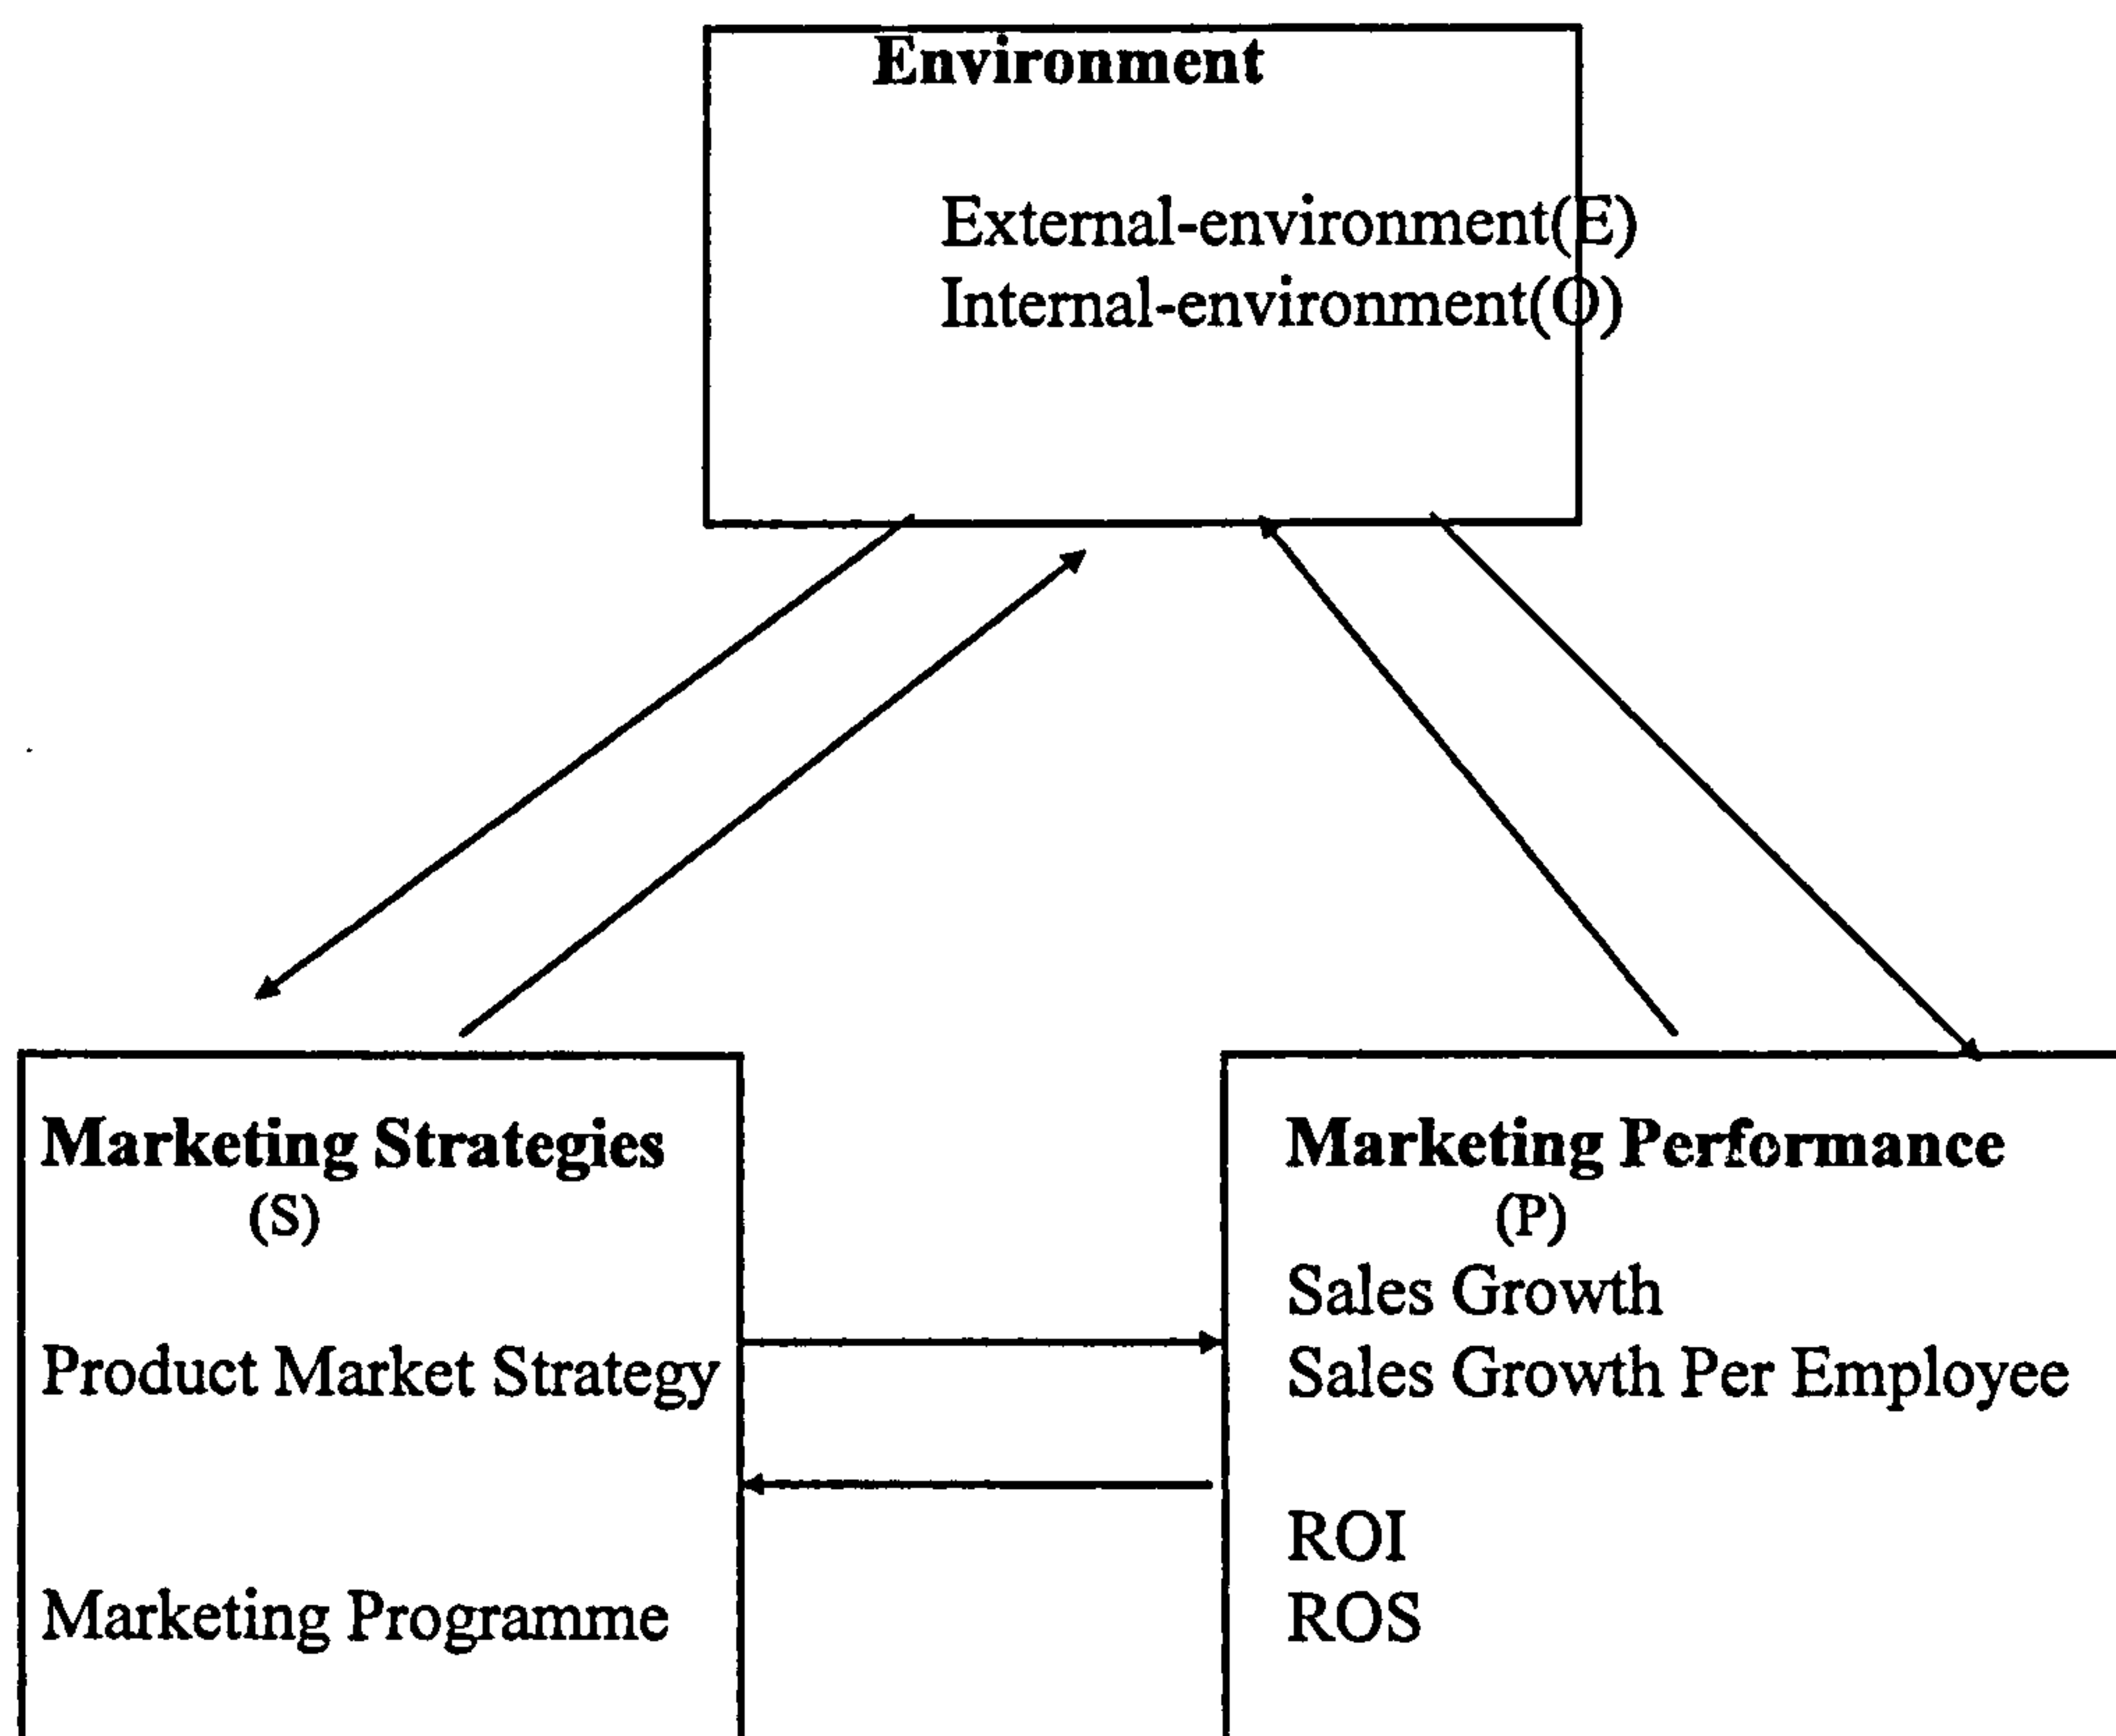 Environment
External-environment(E)
Internal-environment(O)
Marketing Strategies
(S)
Product Market Strategy
Marketing Programme
Marketing Performance
(P)
Sales Growth
Sales Growth Per Employee
ROI
ROS